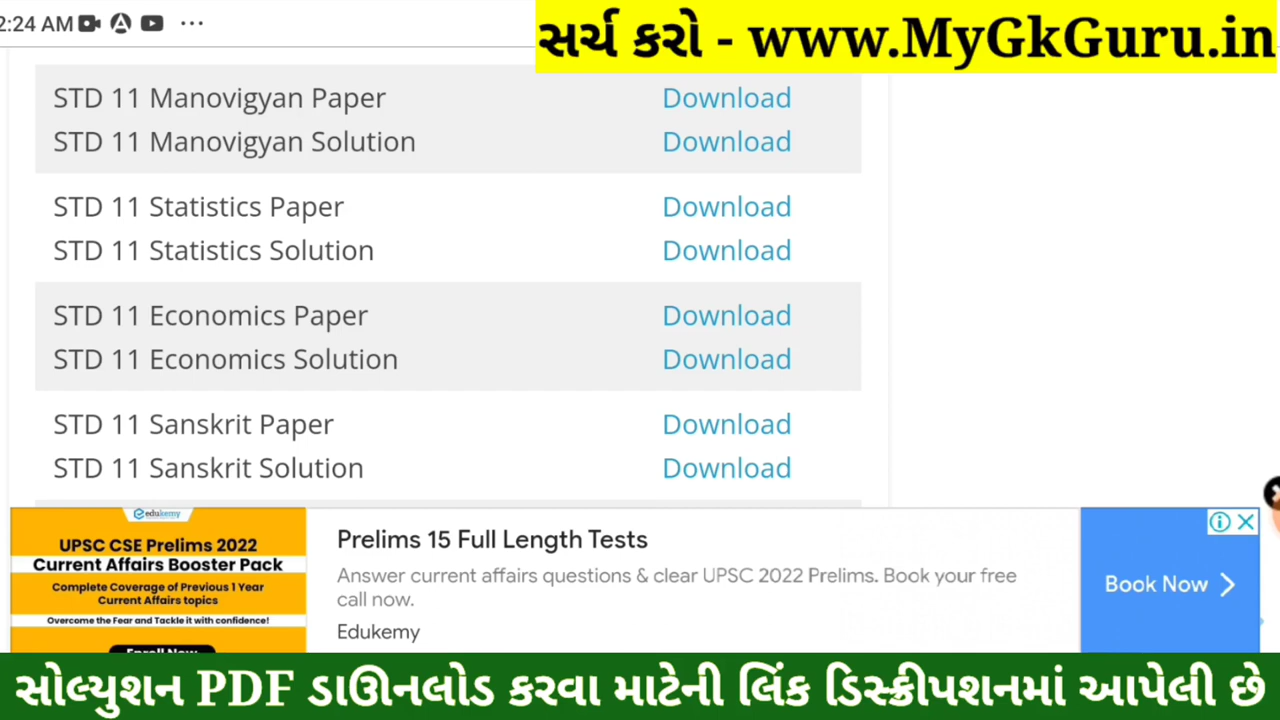 2:24 AM ...
સર્ચ કરો - www.MyGkGuru.in
STD 11 Manovigyan Paper Download
STD 11 Manovigyan Solution Download
STD 11 Statistics Paper Download
STD 11 Statistics Solution Download
STD 11 Economics Paper Download
STD 11 Economics Solution Download
STD 11 Sanskrit Paper Download
STD 11 Sanskrit Solution Download
edukemy
UPSC CSE Prelims 2022
Current Affairs Booster Pack
Complete Coverage of Previous 1 Year
Current Affairs topics
Overcome the Fear and Tackle it with confidence!
Enroll Now
Prelims 15 Full Length Tests
Answer current affairs questions & clear UPSC 2022 Prelims. Book your free
call now.
Edukemy
Book Now
સોલ્યુશન PDF ડાઊનલોડ કરવા માટેની લિંક ડિસ્ક્રીપશનમાં આપેલી છે